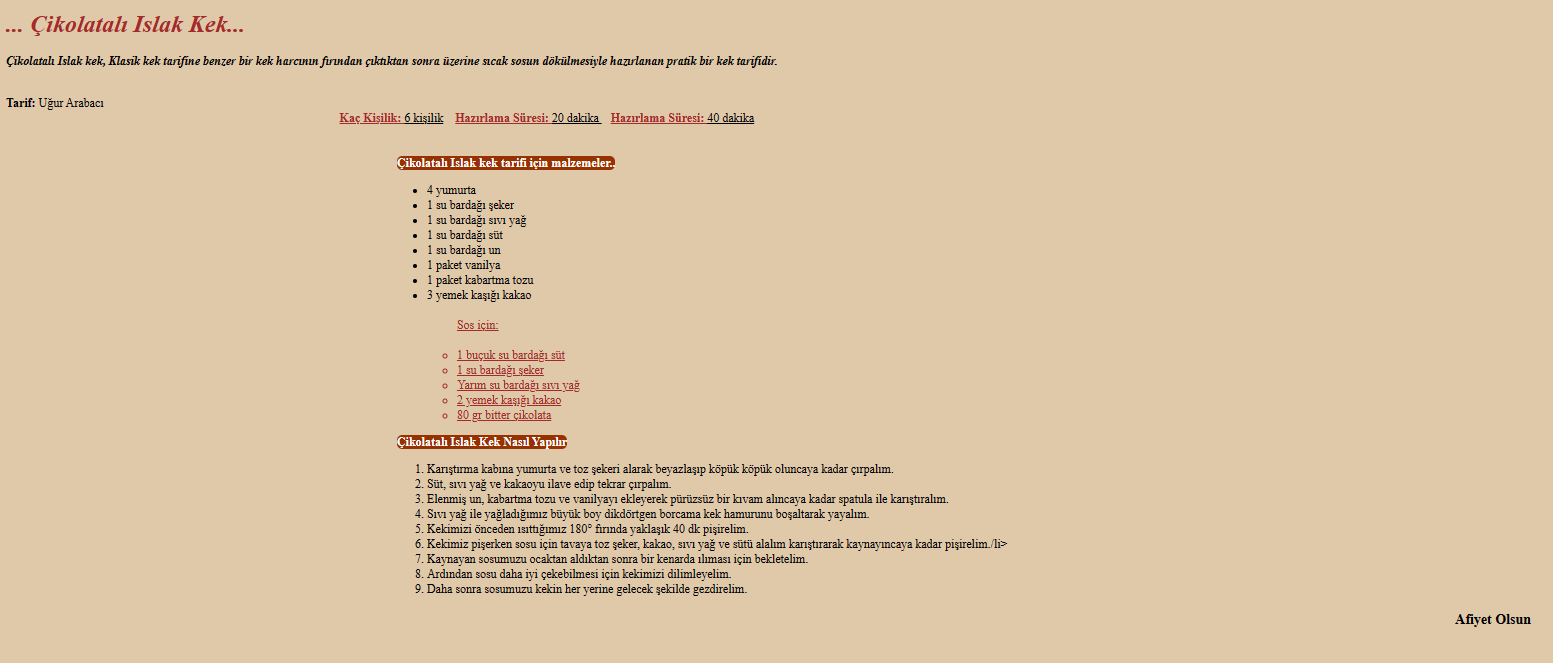 ... Çikolatalı Islak Kek...
Çikolatalı Islak kek, Klasik kek tarifine benzer bir kek harcının fırından çıktıktan sonra üzerine sıcak sosun dökülmesiyle hazırlanan pratik bir kek tarifidir.
Tarif: Uğur Arabacı
Kaç Kişilik: 6 kişilik Hazırlama Süresi: 20 dakika Hazırlama Süresi: 40 dakika
Çikolatalı Islak kek tarifi için malzemeler..
4 yumurta
1 su bardağı şeker
1 su bardağı sıvı yağ
1 su bardağı süt
1 su bardağı un
1 paket vanilya
1 paket kabartma tozu
3 yemek kaşığı kakao
Sos için:
1 buçuk su bardağı süt
1 su bardağı şeker
Yarım su bardağı sıvı yağ
2 yemek kaşığı kakao
80 gr bitter çikolata
Çikolatalı Islak Kek Nasıl Yapılır
1. Karıştırma kabına yumurta ve toz şekeri alarak beyazlaşıp köpük köpük oluncaya kadar çırpalım.
2. Süt, sıvı yağ ve kakaoyu ilave edip tekrar çırpalım.
3. Elenmiş un, kabartma tozu ve vanilyayı ekleyerek pürüzsüz bir kıvam alıncaya kadar spatula ile karıştıralım.
4. Sıvı yağ ile yağladığımız büyük boy dikdörtgen borcama kek hamurunu boşaltarak yayalım.
5. Kekimizi önceden ısıttığımız 180° fırında yaklaşık 40 dk pişirelim.
6. Kekimiz pişerken sosu için tavaya toz şeker, kakao, sıvı yağ ve sütü alalım karıştırarak kaynayıncaya kadar pişirelim./li>
7. Kaynayan sosumuzu ocaktan aldıktan sonra bir kenarda ılıması için bekletelim.
8. Ardından sosu daha iyi çekebilmesi için kekimizi dilimleyelim.
9. Daha sonra sosumuzu kekin her yerine gelecek şekilde gezdirelim.
Afiyet Olsun